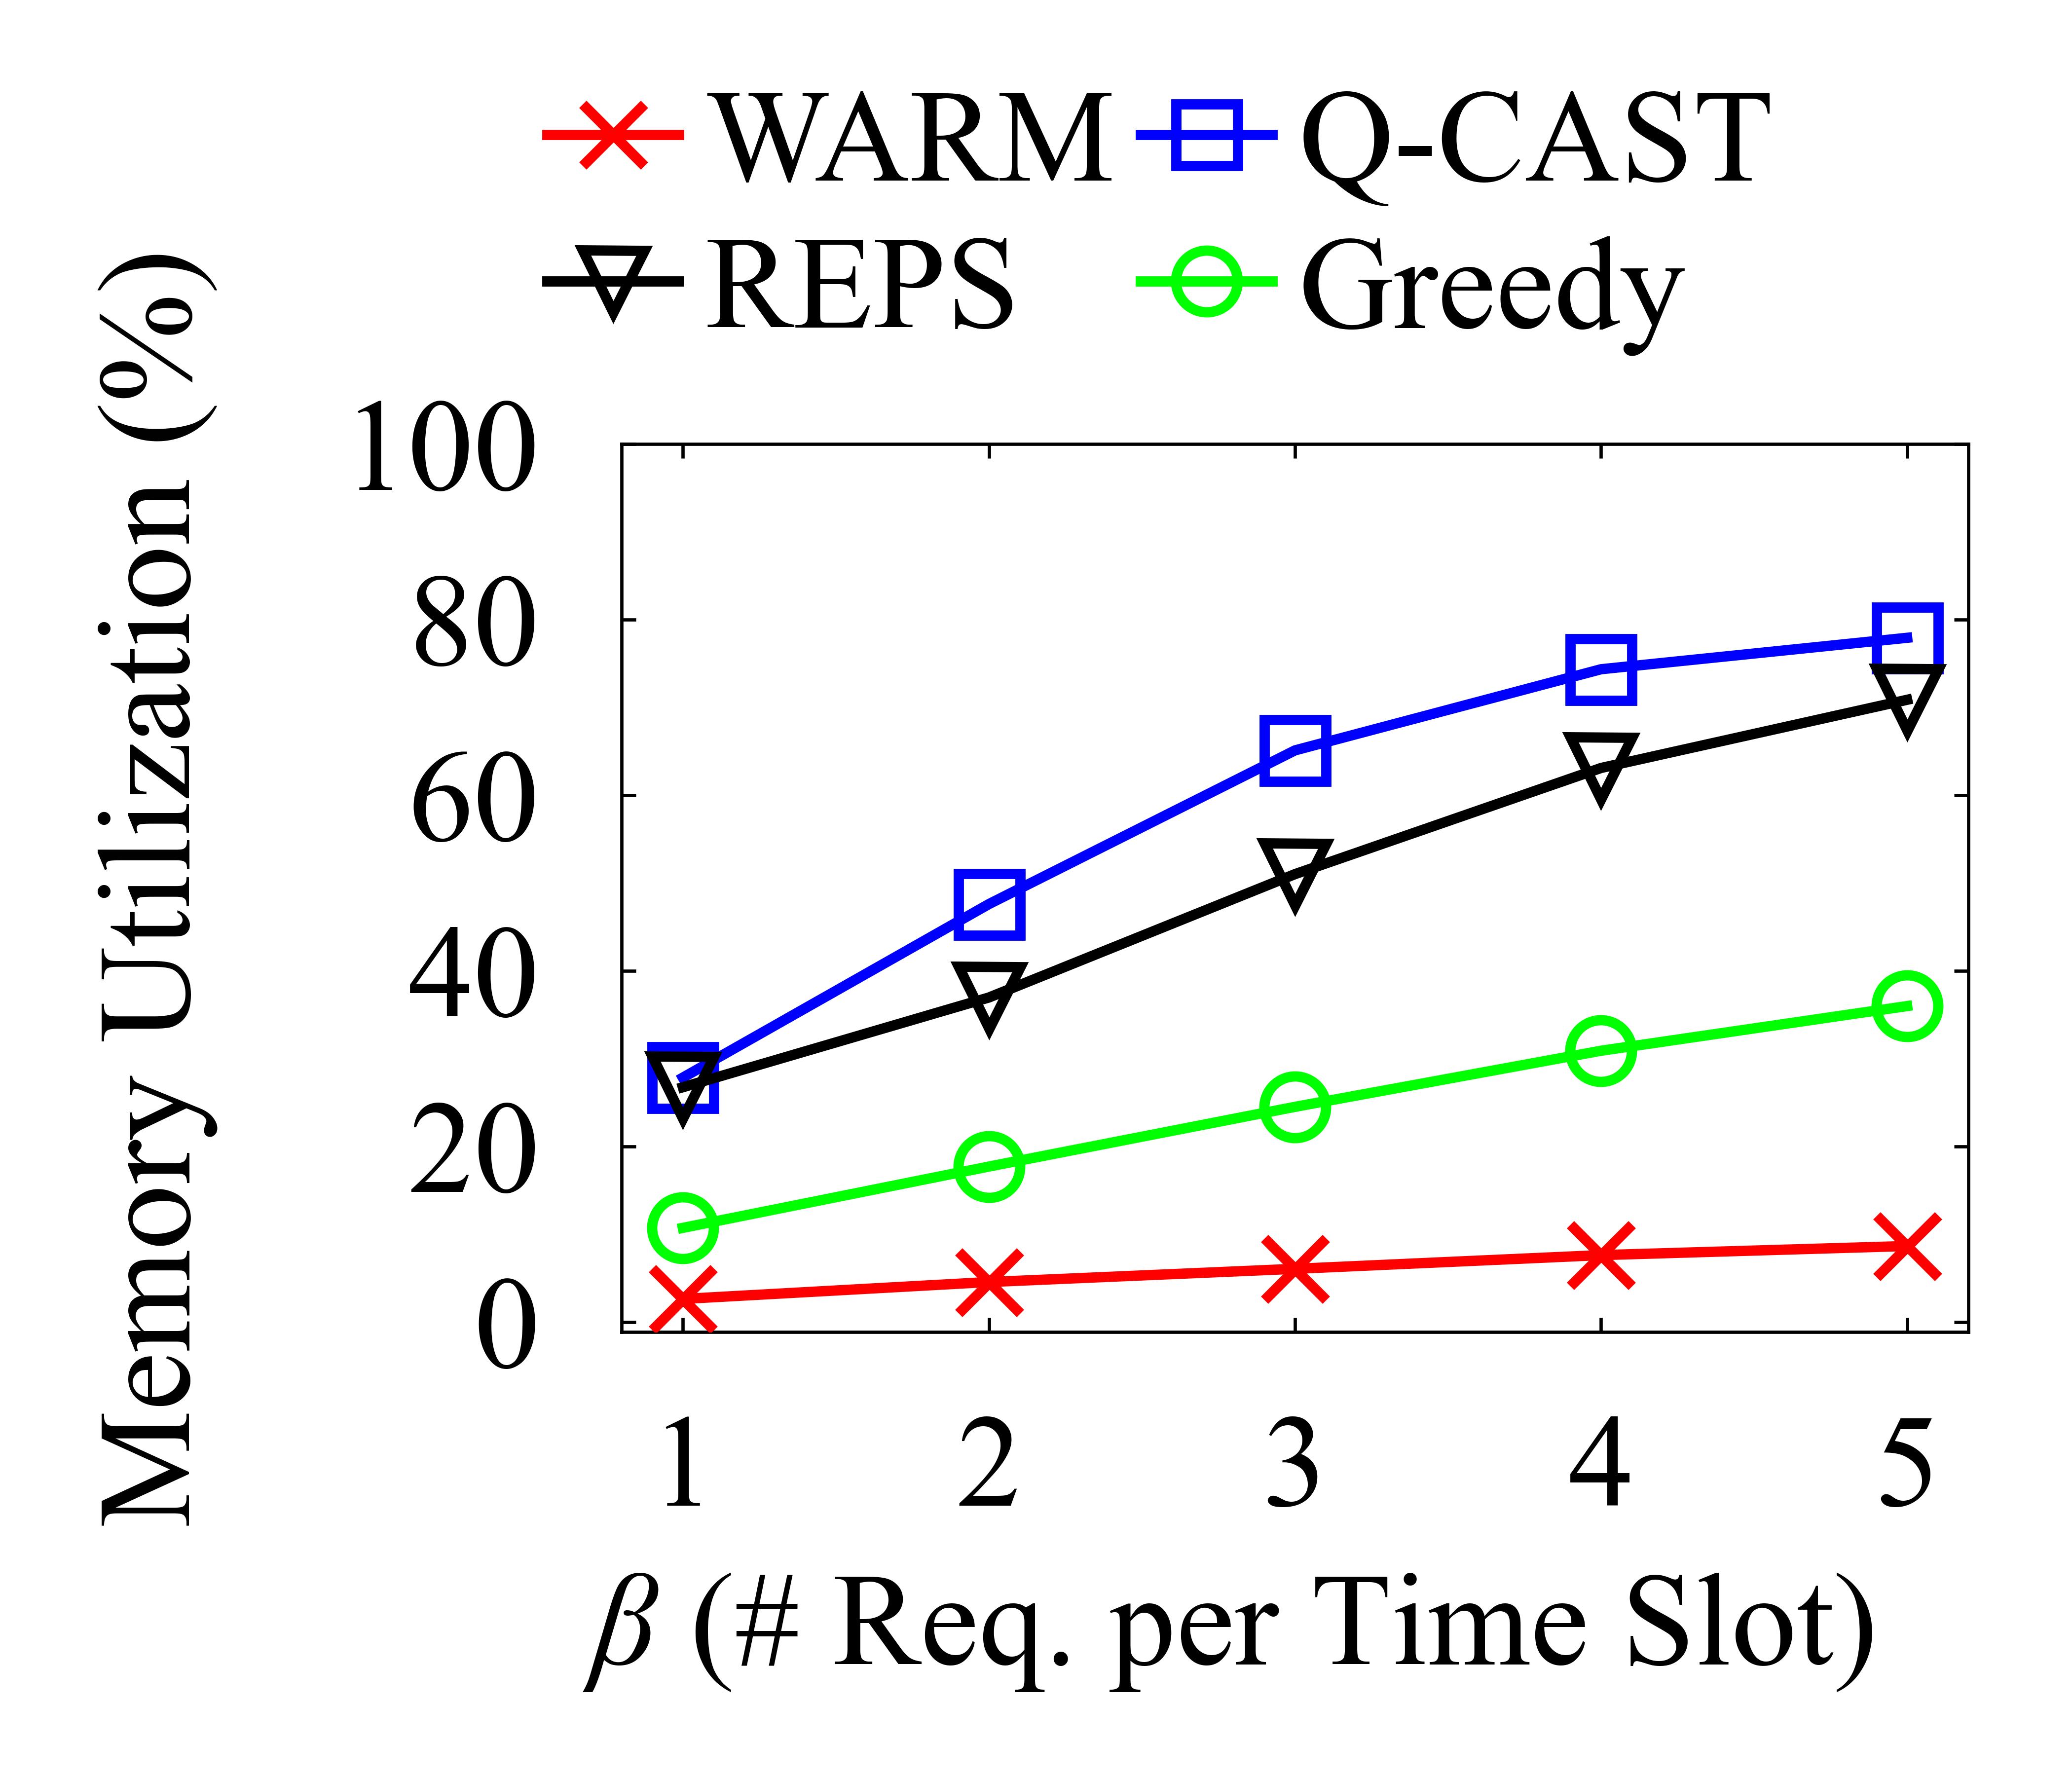 WARM Q-CAST
REPS Greedy
Memory Utilization (%)
100
80
60
40
20
0
1 2 3 4 5
β (# Req. per Time Slot)